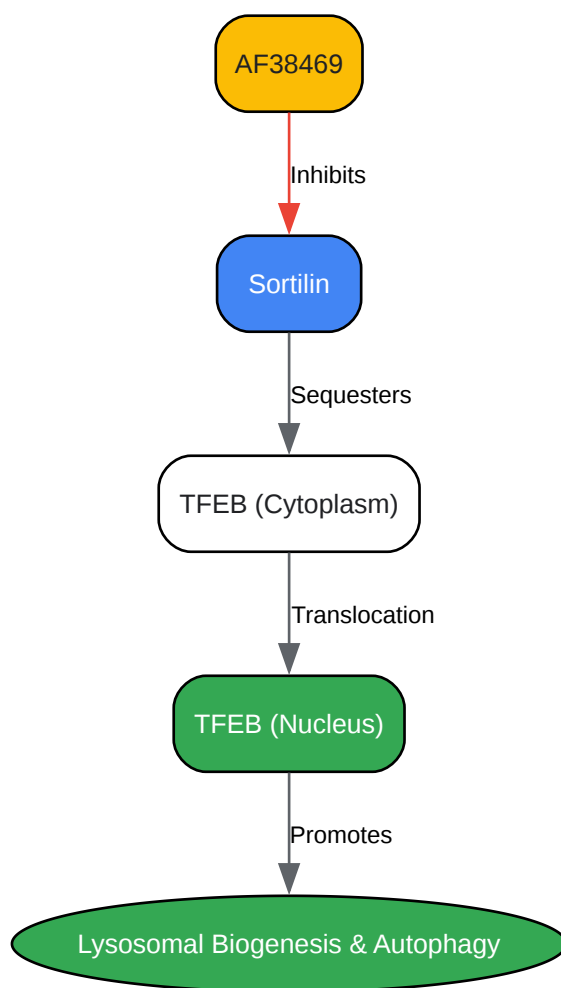 AF38469
Inhibits
Sortilin
Sequesters
TFEB (Cytoplasm)
Translocation
TFEB (Nucleus)
Promotes
Lysosomal Biogenesis & Autophagy